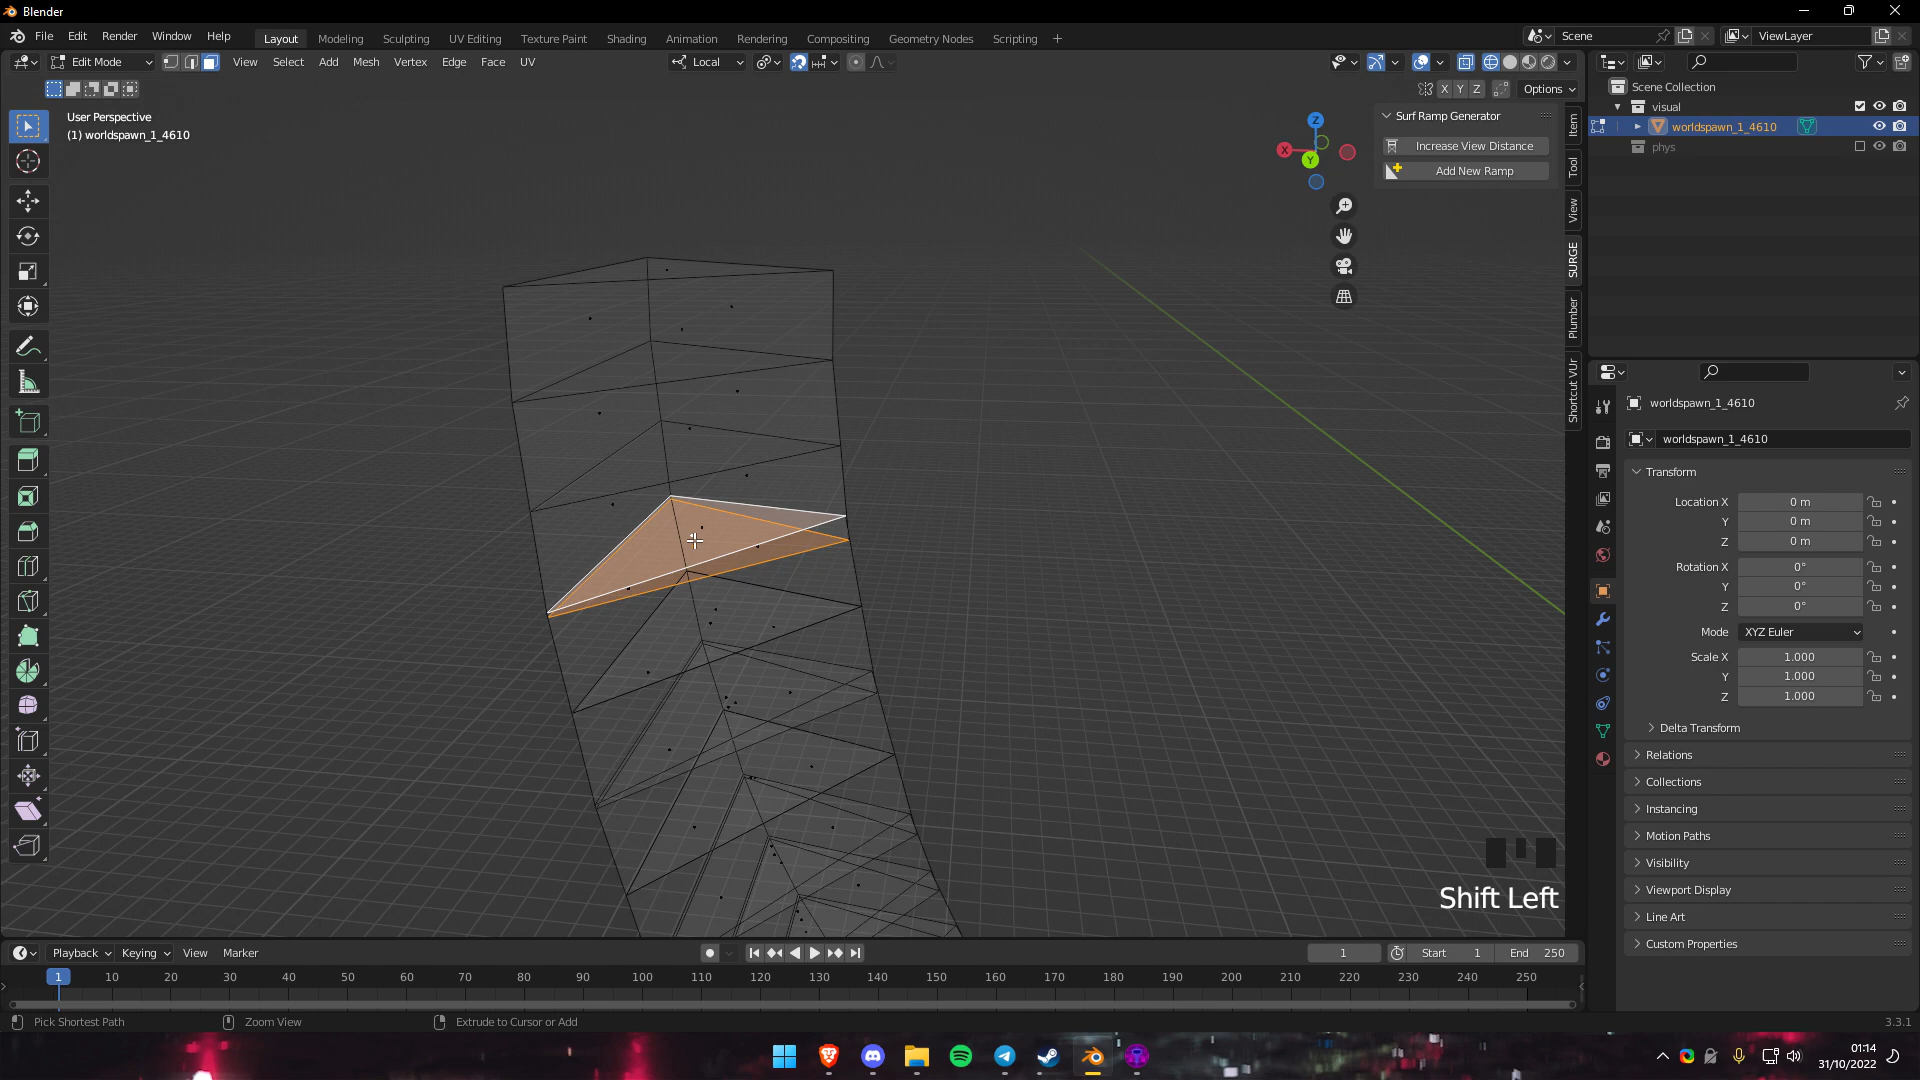 Blender
File Edit Render Window Help
Layout Modeling Sculpting UV Editing Texture Paint Shading Animation Rendering Compositing Geometry Nodes Scripting +
Scene
ViewLayer
Edit Mode
View Select Add Mesh Vertex Edge Face UV
Local
X Y Z Options
User Perspective
(1) worldspawn_1_4610
Z
X
Y
Surf Ramp Generator
Increase View Distance
Add New Ramp
Item
Tool
View
SURGE
Plumber
Shortcut VUr
Scene Collection
visual
worldspawn_1_4610
phys
worldspawn_1_4610
worldspawn_1_4610
Transform
Location X 0 m
Y 0 m
Z 0 m
Rotation X 0°
Y 0°
Z 0°
Mode XYZ Euler
Scale X 1.000
Y 1.000
Z 1.000
Delta Transform
Relations
Collections
Instancing
Motion Paths
Visibility
Viewport Display
Line Art
Custom Properties
Shift Left
Playback Keying View Marker
1 Start 1 End 250
1 10 20 30 40 50 60 70 80 90 100 110 120 130 140 150 160 170 180 190 200 210 220 230 240 250
Pick Shortest Path Zoom View Extrude to Cursor or Add 3.3.1
01:14
31/10/2022